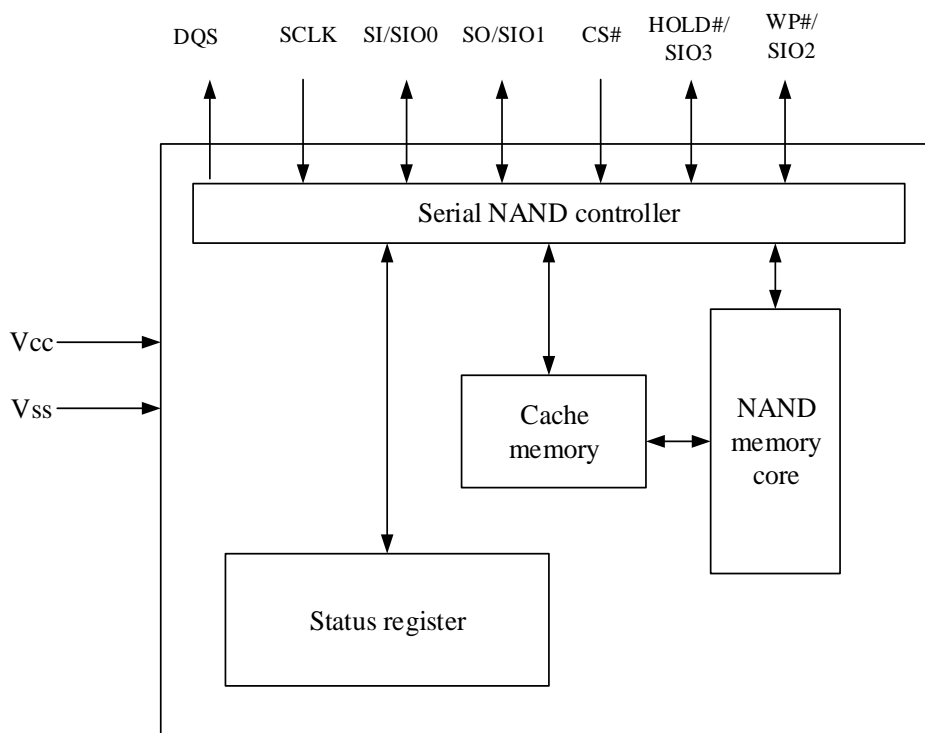 DQS
SCLK
SI/SIO0
SO/SIO1
CS#
HOLD#/
SIO3
WP#/
SIO2
Serial NAND controller
Vcc
Vss
Cache
memory
NAND
memory
core
Status register